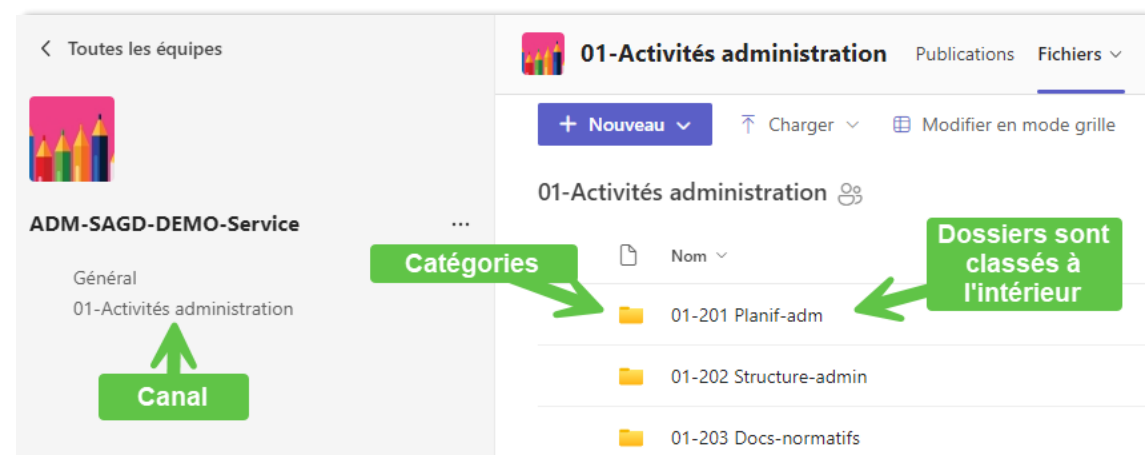 Toutes les équipes
ADM-SAGD-DEMO-Service
...
Général
01-Activités administration
Canal
01-Activités administration Publications Fichiers
+ Nouveau Charger Modifier en mode grille
01-Activités administration
Catégories
Nom
Dossiers sont
classés à
l'intérieur
01-201 Planif-adm
01-202 Structure-admin
01-203 Docs-normatifs